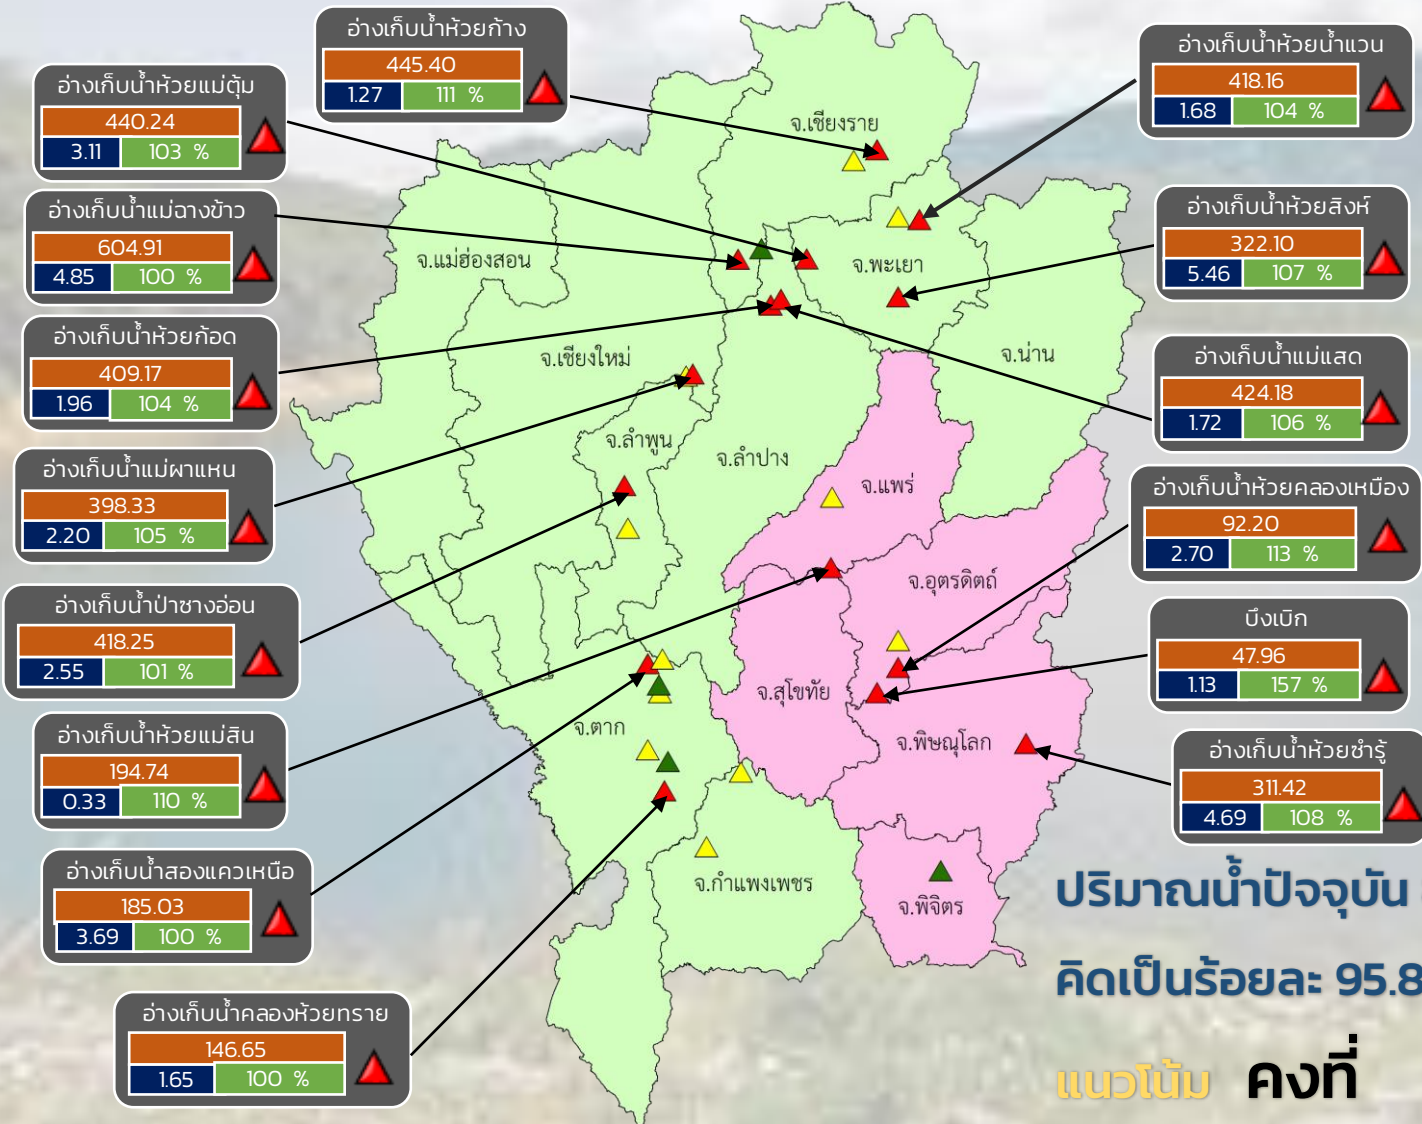 อ่างเก็บน้ำห้วยก้าง
445.40
1.27 111 %
อ่างเก็บน้ำห้วยน้ำแวน
418.16
1.68 104 %
อ่างเก็บน้ำห้วยแม่ตุ้ม
440.24
3.11 103 %
อ่างเก็บน้ำแม่ฉางข้าว
604.91
4.85 100 %
อ่างเก็บน้ำห้วยสิงห์
322.10
5.46 107 %
อ่างเก็บน้ำห้วยก้อด
409.17
1.96 104 %
อ่างเก็บน้ำแม่แสด
424.18
1.72 106 %
อ่างเก็บน้ำแม่ผาแหน
398.33
2.20 105 %
อ่างเก็บน้ำห้วยคลองเหมือง
92.20
2.70 113 %
อ่างเก็บน้ำป่าซางอ่อน
418.25
2.55 101 %
บึงเบิก
47.96
1.13 157 %
อ่างเก็บน้ำห้วยแม่สิน
194.74
0.33 110 %
อ่างเก็บน้ำห้วยซำรู้
311.42
4.69 108 %
อ่างเก็บน้ำสองแควเหนือ
185.03
3.69 100 %
อ่างเก็บน้ำคลองห้วยทราย
146.65
1.65 100 %
จ.เชียงราย
จ.แม่ฮ่องสอน
จ.พะเยา
จ.เชียงใหม่
จ.น่าน
จ.ลำพูน
จ.ลำปาง
จ.แพร่
จ.อุตรดิตถ์
จ.สุโขทัย
จ.ตาก
จ.พิษณุโลก
จ.กำแพงเพชร
จ.พิจิตร
ปริมาณน้ำปัจจุบัน
คิดเป็นร้อยละ 95.8
แนวโน้ม คงที่